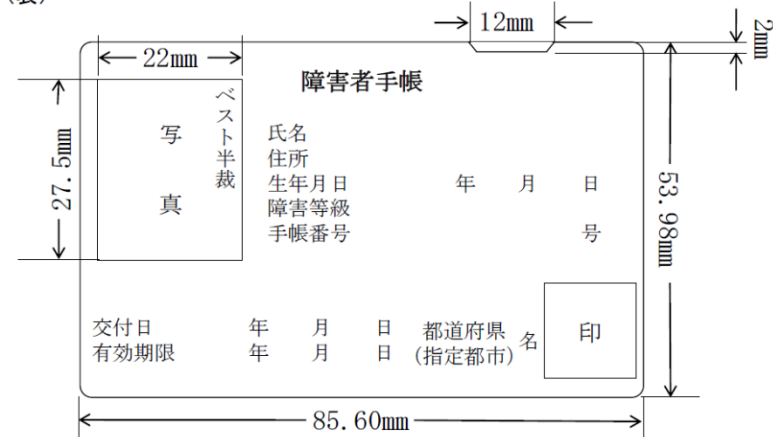 (表)
12mm
2mm
22mm
障害者手帳
ベスト半裁
写真
27.5mm
氏名
住所
生年月日 年 月 日
障害等級
手帳番号 号
53.98mm
交付日 年 月 日 都道府県
有効期限 年 月 日 (指定都市) 名
印
85.60mm